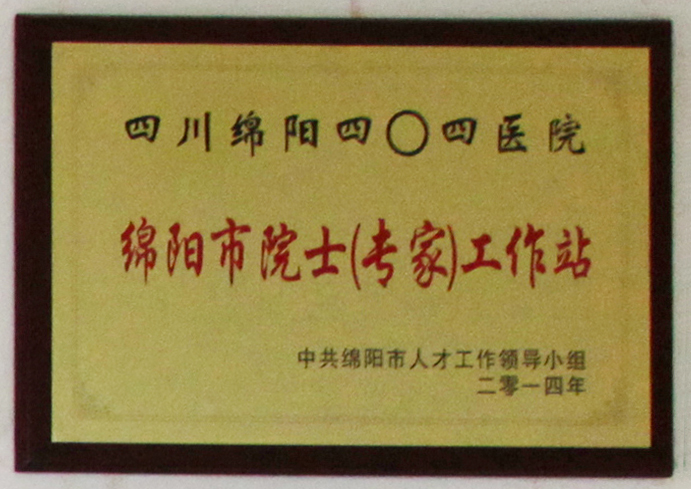 四川绵阳四〇四医院
绵阳市院士(专家)工作站
中共绵阳市人才工作领导小组
二零一四年